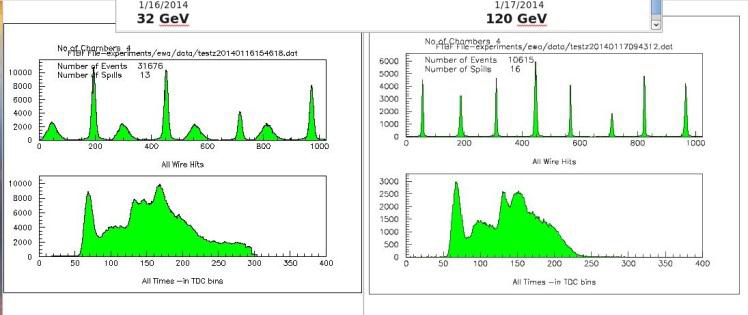 1/16/2014
32 GeV
1/17/2014
120 GeV
No of Chambers 4
FTBF File—experiments/ewa/data/testz20140116154618.dat
Number of Events 31676
Number of Spills 13
10000
8000
6000
4000
2000
0
0 200 400 600 800 1000
All Wire Hits
10000
8000
6000
4000
2000
0
0 50 100 150 200 250 300 350 400
All Times —in TDC bins
No of Chambers 4
FTBF File—experiments/ewa/data/testz20140117094312.dat
Number of Events 10615
Number of Spills 16
6000
5000
4000
3000
2000
1000
0
0 200 400 600 800 1000
All Wire Hits
3000
2500
2000
1500
1000
500
0
0 50 100 150 200 250 300 350 400
All Times —in TDC bins